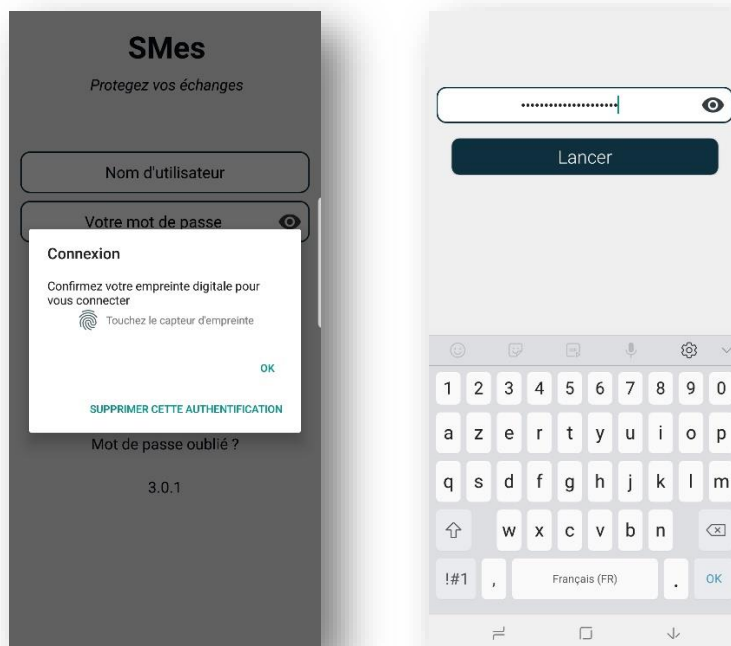 SMes
Protegez vos échanges
Nom d'utilisateur
Votre mot de passe
Connexion
Confirmez votre empreinte digitale pour
vous connecter
Touchez le capteur d'empreinte
OK
SUPPRIMER CETTE AUTHENTIFICATION
Mot de passe oublié ?
3.0.1
•••••••••••••••••••••
Lancer
1 2 3 4 5 6 7 8 9 0
a z e r t y u i o p
q s d f g h j k l m
w x c v b n
!#1 , Français (FR) . OK